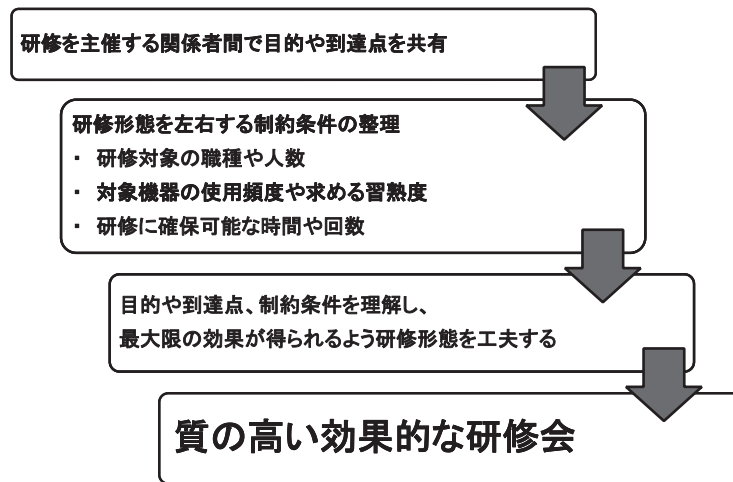 研修を主催する関係者間で目的や到達点を共有
研修形態を左右する制約条件の整理
・ 研修対象の職種や人数
・ 対象機器の使用頻度や求める習熟度
・ 研修に確保可能な時間や回数
目的や到達点、制約条件を理解し、
最大限の効果が得られるよう研修形態を工夫する
質の高い効果的な研修会